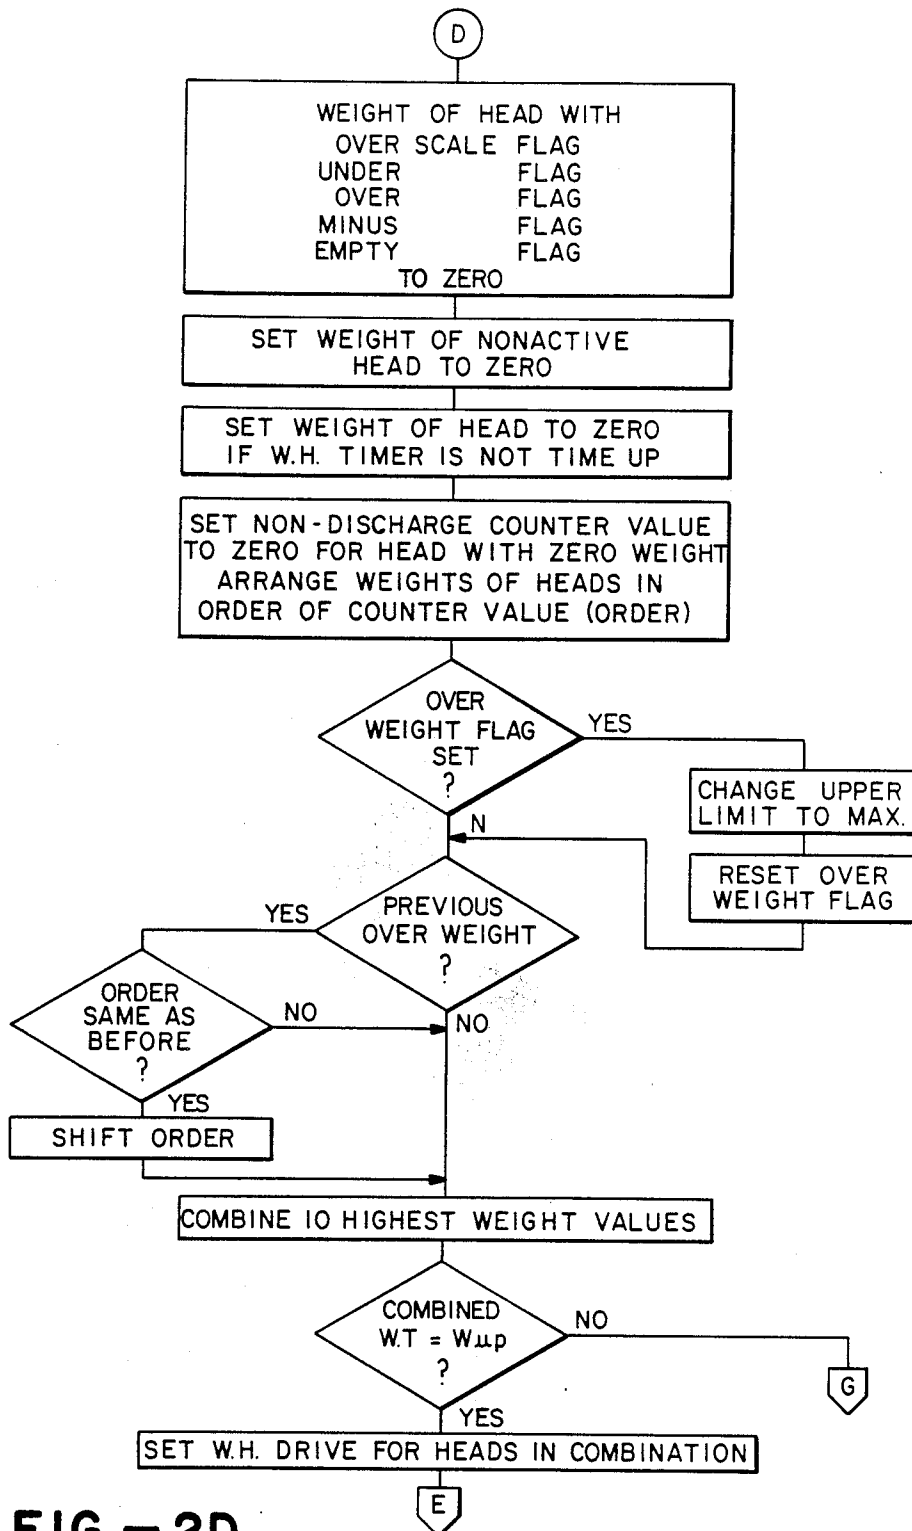 D
WEIGHT OF HEAD WITH
OVER SCALE FLAG
UNDER FLAG
OVER FLAG
MINUS FLAG
EMPTY FLAG
TO ZERO
SET WEIGHT OF NONACTIVE
HEAD TO ZERO
SET WEIGHT OF HEAD TO ZERO
IF W.H. TIMER IS NOT TIME UP
SET NON-DISCHARGE COUNTER VALUE
TO ZERO FOR HEAD WITH ZERO WEIGHT
ARRANGE WEIGHTS OF HEADS IN
ORDER OF COUNTER VALUE (ORDER)
OVER
WEIGHT FLAG
SET
?
YES
CHANGE UPPER
LIMIT TO MAX.
RESET OVER
WEIGHT FLAG
N
PREVIOUS
OVER WEIGHT
?
YES
NO
ORDER
SAME AS
BEFORE
?
NO
YES
SHIFT ORDER
COMBINE 10 HIGHEST WEIGHT VALUES
COMBINED
W.T = Wμp
?
NO
G
YES
SET W.H. DRIVE FOR HEADS IN COMBINATION
E
FIG.-2D